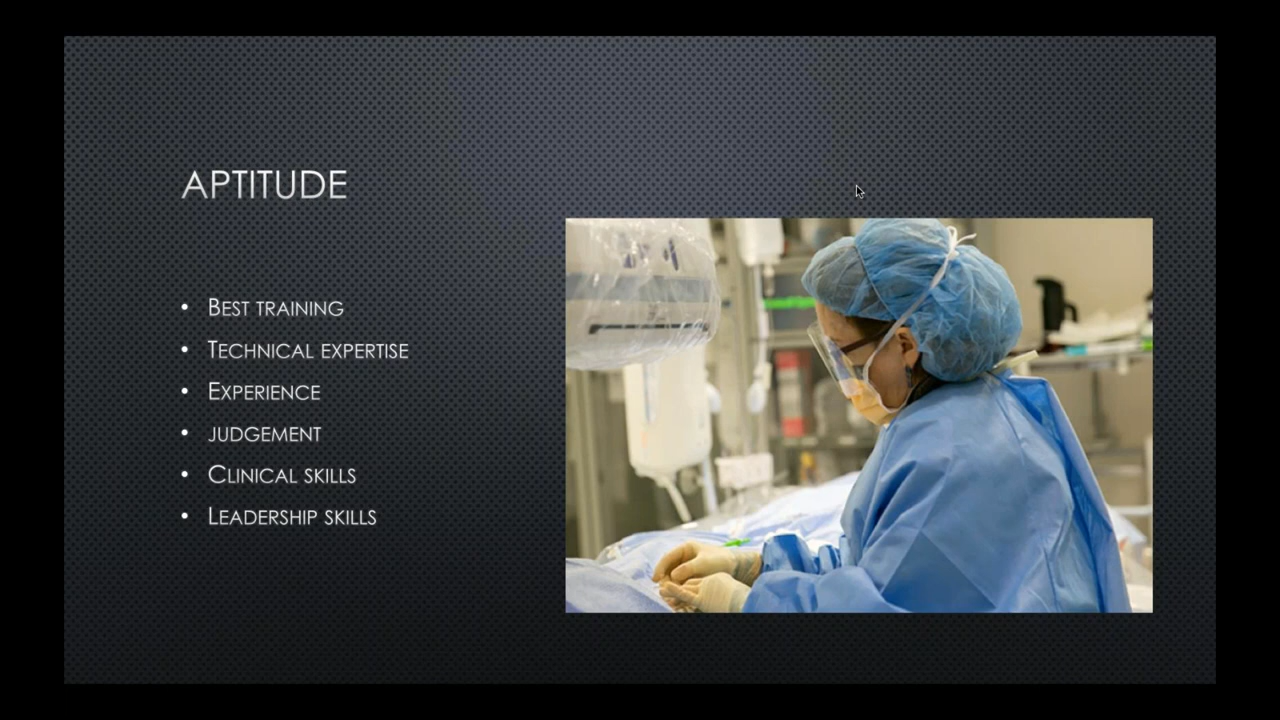 APTITUDE
• BEST TRAINING
• TECHNICAL EXPERTISE
• EXPERIENCE
• JUDGEMENT
• CLINICAL SKILLS
• LEADERSHIP SKILLS